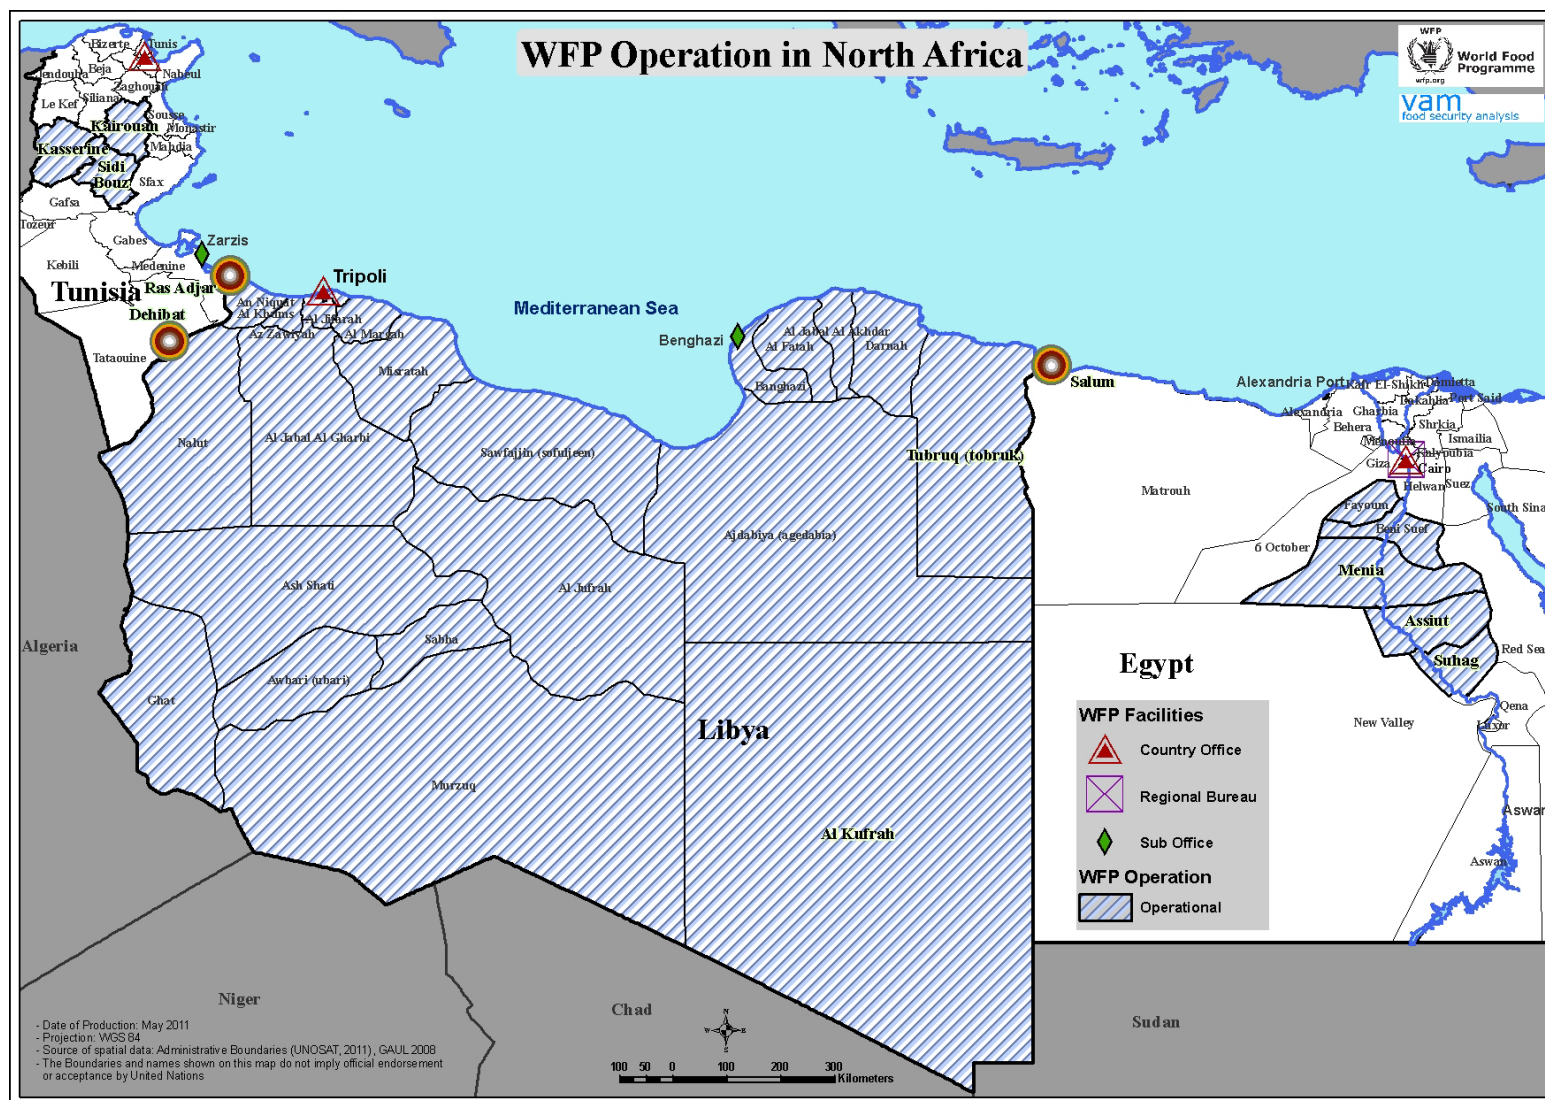 WFP Operation in North Africa
WFP
wfp.org
World Food
Programme
vam
food security analysis
Bizerte
Tunis
Beja
Jendouba
Nabeul
Zaghouan
Siliana
Le Kef
Sousse
Kairouan
Monastir
Kasserine
Mahdia
Sidi
Bouz
Sfax
Gafsa
Tozeur
Gabes
Zarzis
Kebili
Medenine
Tunisia
Ras Adjar
Dehibat
Tataouine
Tripoli
An Niquat
Al Khums
Al Jifarah
Az Zawiyah
Al Margab
Misratah
Mediterranean Sea
Benghazi
Al Jabal Al Akhdar
Al Fatah
Darnah
Banghazi
Salum
Nalut
Al Jabal Al Gharbi
Sawfajjin (sofuljeen)
Tubruq (tobruk)
Ajdabiya (agedabia)
Ash Shati
Al Jufrah
Sabha
Awbari (ubari)
Ghat
Murzuq
Libya
Al Kufrah
Alexandria Port
Kafr El-Shikh
Damietta
Dakahlia
Port Said
Alexandria
Gharbia
Behera
Shrkia
Menoufia
Ismailia
Kalyoubia
Giza
Cairo
Helwan
Suez
Matrouh
South Sina
Fayoum
Beni Suef
6 October
Menia
Assiut
Suhag
Red Sea
Egypt
Qena
New Valley
Luxor
Aswan
Aswan
WFP Facilities
Country Office
Regional Bureau
Sub Office
WFP Operation
Operational
Algeria
Niger
Chad
Sudan
N
W
E
S
100 50 0 100 200 300
Kilometers
- Date of Production: May 2011
- Projection: WGS 84
- Source of spatial data: Administrative Boundaries (UNOSAT, 2011), GAUL 2008
- The Boundaries and names shown on this map do not imply official endorsement
or acceptance by United Nations